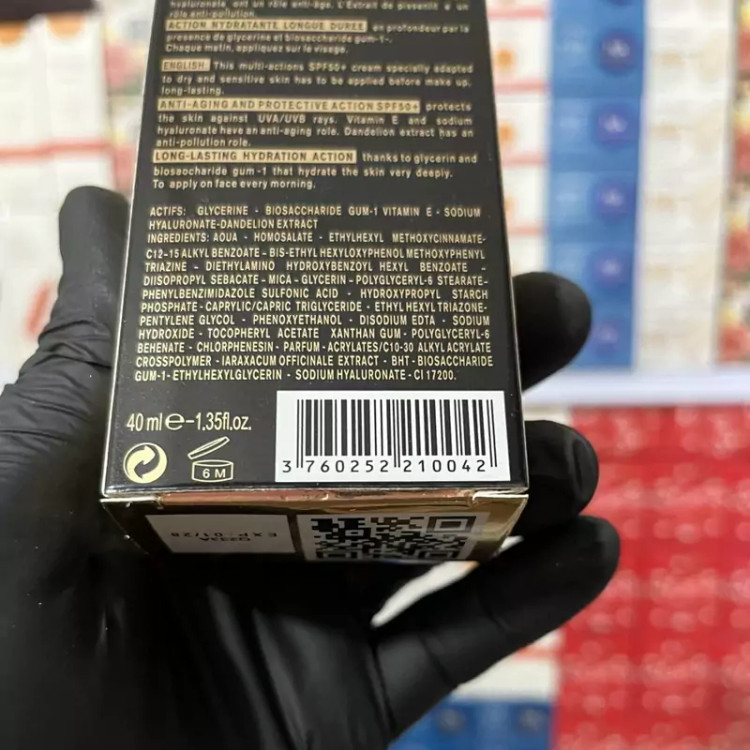 hyaluronate, ont un rôle anti-âge. L'Extrait de pissenlit a un
rôle anti-pollution.
ACTION HYDRATANTE LONGUE DURÉE en profondeur par la
presence de glycerine et biosaccharide gum-1-.
Chaque matin, appliquez sur le visage.
ENGLISH: This multi-actions SPF50+ cream specially adapted
to dry and sensitive skin has to be applied before make up,
long-lasting.
ANTI-AGING AND PROTECTIVE ACTION SPF50+ protects
the skin against UVA/UVB rays. Vitamin E and sodium
hyaluronate have an anti-aging role. Dandelion extract has an
anti-pollution role.
LONG-LASTING HYDRATION ACTION thanks to glycerin and
biosaccharide gum-1 that hydrate the skin very deeply.
To apply on face every morning.
ACTIFS: GLYCERINE - BIOSACCHARIDE GUM-1 VITAMIN E - SODIUM
HYALURONATE-DANDELION EXTRACT
INGREDIENTS: AQUA - HOMOSALATE - ETHYLHEXYL METHOXYCINNAMATE-
C12-15 ALKYL BENZOATE - BIS-ETHYL HEXYLOXYPHENOL METHOXYPHENYL
TRIAZINE - DIETHYLAMINO HYDROXYBENZOYL HEXYL BENZOATE -
DIISOPROPYL SEBACATE - MICA - GLYCERIN - POLYGLYCERYL-6 STEARATE-
PHENYLBENZIMIDAZOLE SULFONIC ACID - HYDROXYPROPYL STARCH
PHOSPHATE - CAPRYLIC/CAPRIC TRIGLYCERIDE - ETHYL HEXYL TRIAZONE-
PENTYLENE GLYCOL - PHENOXYETHANOL - DISODIUM EDTA - SODIUM
HYDROXIDE - TOCOPHERYL ACETATE XANTHAN GUM - POLYGLYCERYL-6
BEHENATE - CHLORPHENESIN - PARFUM - ACRYLATES/C10-30 ALKYL ACRYLATE
CROSSPOLYMER - IARAXACUM OFFICINALE EXTRACT - BHT - BIOSACCHARIDE
GUM-1 - ETHYLHEXYLGLYCERIN - SODIUM HYALURONATE - CI 17200.
40 ml e-1,35fl.oz.
6 M
3 760252 210042
EXP: 01/28